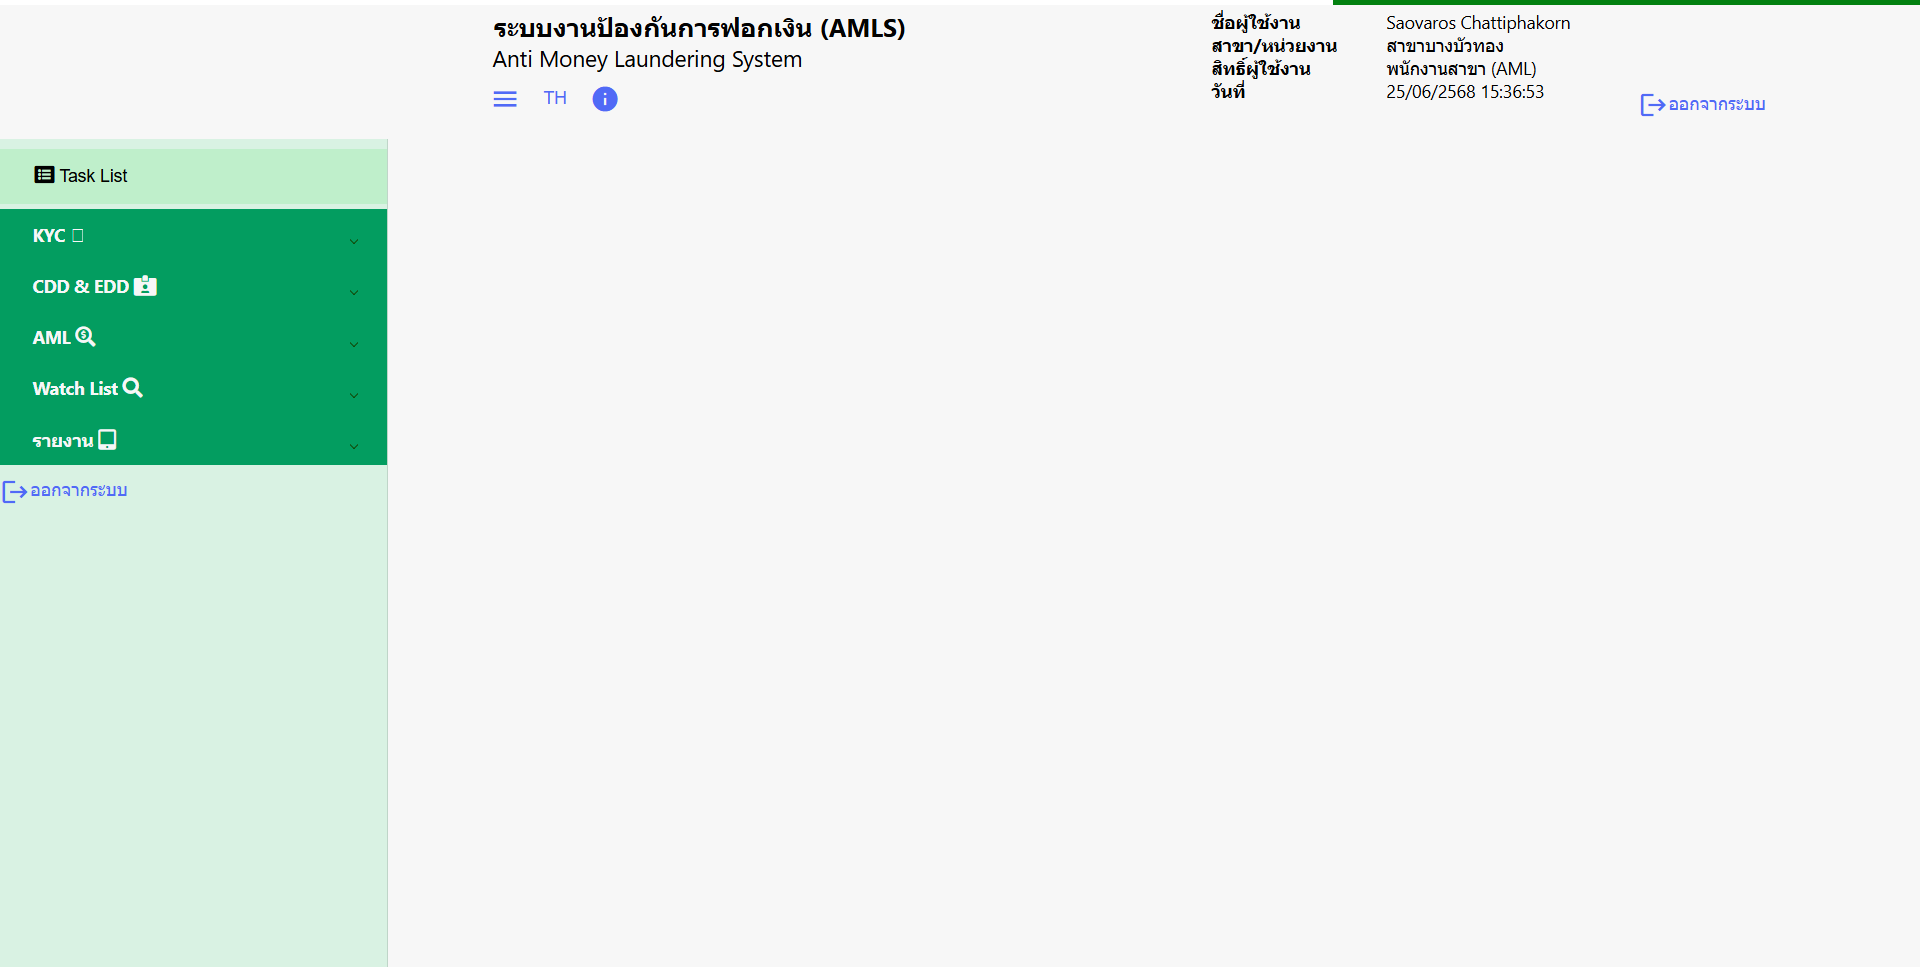 ระบบงานป้องกันการฟอกเงิน (AMLS)
Anti Money Laundering System
TH
ชื่อผู้ใช้งาน Saovaros Chattiphakorn
สาขา/หน่วยงาน สาขาบางบัวทอง
สิทธิ์ผู้ใช้งาน พนักงานสาขา (AML)
วันที่ 25/06/2568 15:36:53
ออกจากระบบ
Task List
KYC
CDD & EDD
AML
Watch List
รายงาน
ออกจากระบบ